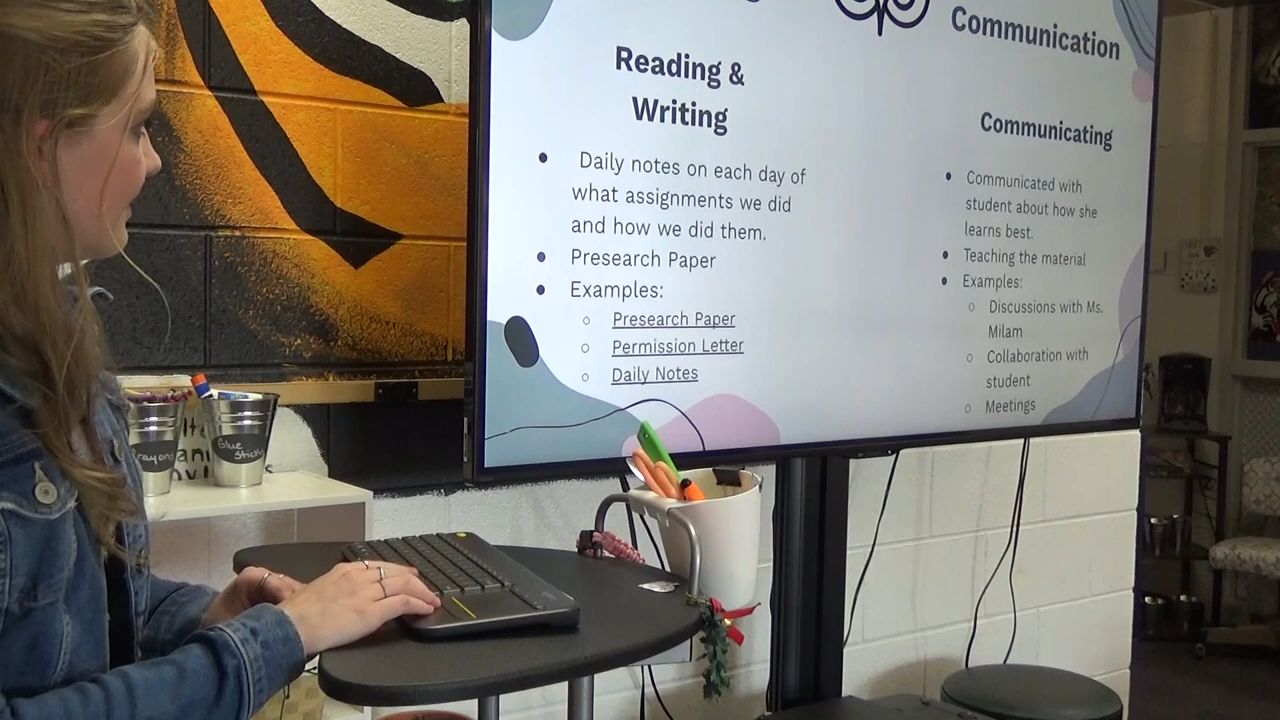 Reading &
Writing
Daily notes on each day of
what assignments we did
and how we did them.
Presearch Paper
Examples:
Presearch Paper
Permission Letter
Daily Notes
Communication
Communicating
Communicated with
student about how she
learns best.
Teaching the material
Examples:
Discussions with Ms.
Milam
Collaboration with
student
Meetings
Crayons
Glue
Sticks